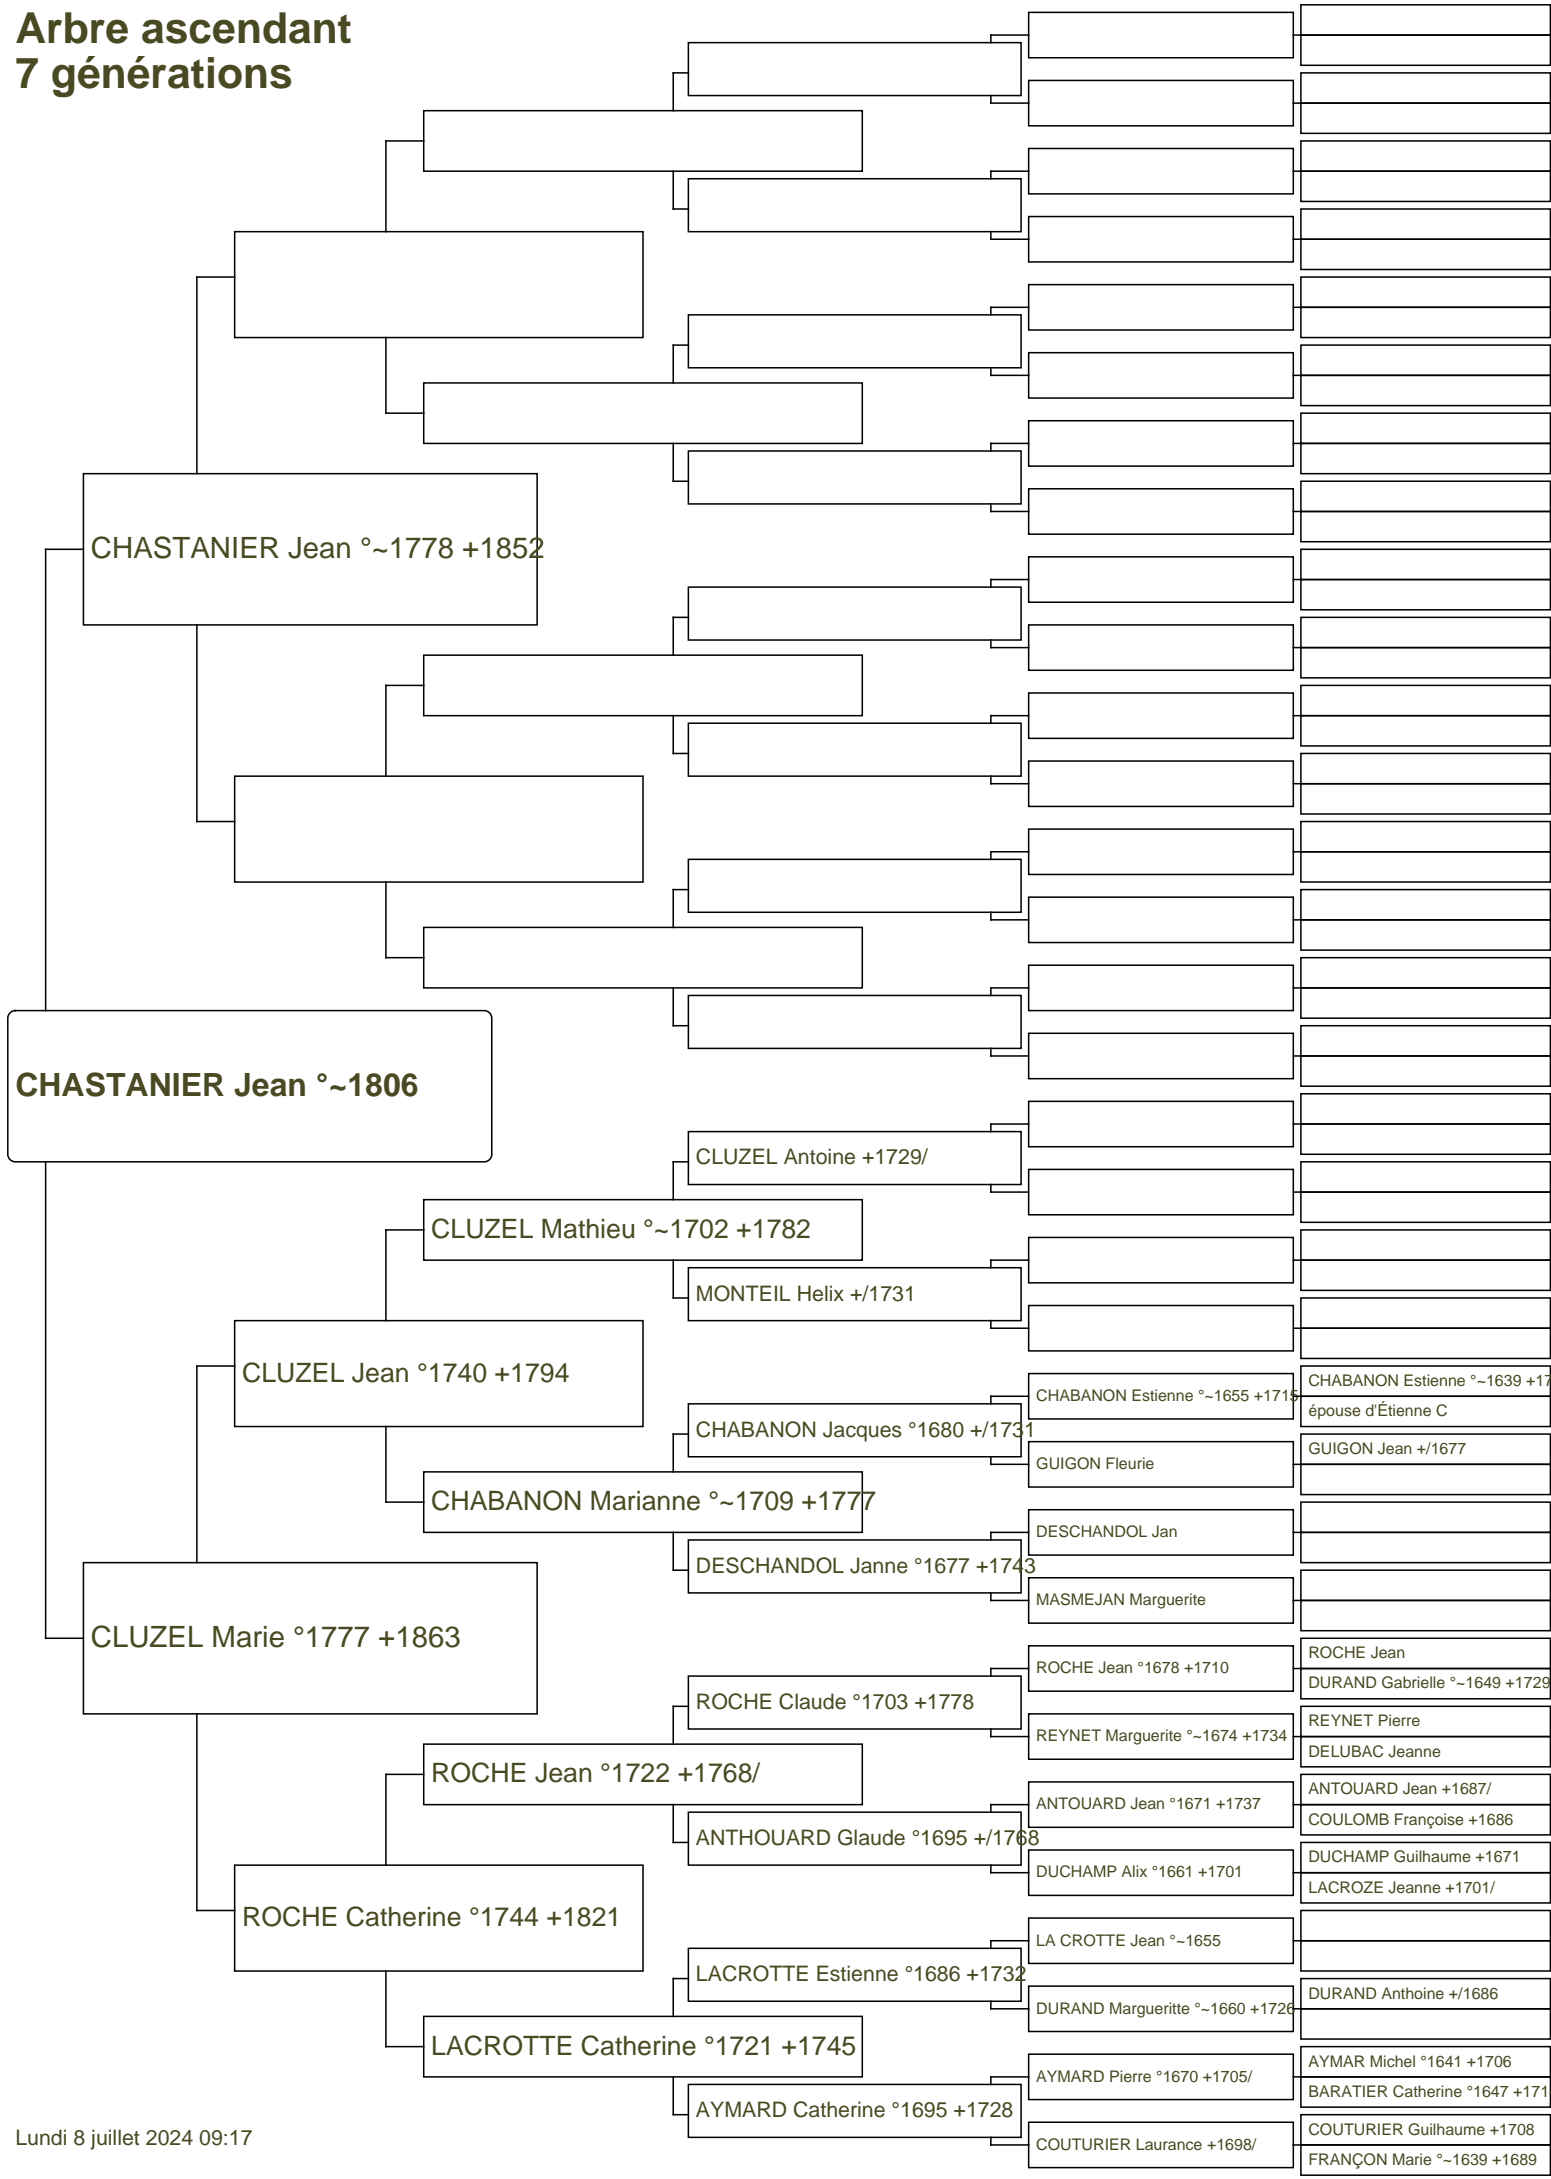 Arbre ascendant
7 générations
CHASTANIER Jean °~1778 +1852
CHASTANIER Jean °~1806
CLUZEL Antoine +1729/
CLUZEL Mathieu °~1702 +1782
MONTEIL Helix +/1731
CLUZEL Jean °1740 +1794
CHABANON Estienne °~1639 +17
CHABANON Estienne °~1655 +1715
épouse d'Étienne C
CHABANON Jacques °1680 +/1731
GUIGON Jean +/1677
GUIGON Fleurie
CHABANON Marianne °~1709 +1777
DESCHANDOL Jan
DESCHANDOL Janne °1677 +1743
MASMEJAN Marguerite
CLUZEL Marie °1777 +1863
ROCHE Jean
ROCHE Jean °1678 +1710
DURAND Gabrielle °~1649 +1729
ROCHE Claude °1703 +1778
REYNET Pierre
REYNET Marguerite °~1674 +1734
DELUBAC Jeanne
ROCHE Jean °1722 +1768/
ANTOUARD Jean +1687/
ANTOUARD Jean °1671 +1737
COULOMB Françoise +1686
ANTHOUARD Glaude °1695 +/1768
DUCHAMP Guilhaume +1671
DUCHAMP Alix °1661 +1701
LACROZE Jeanne +1701/
ROCHE Catherine °1744 +1821
LA CROTTE Jean °~1655
LACROTTE Estienne °1686 +1732
DURAND Anthoine +/1686
DURAND Margueritte °~1660 +1726
LACROTTE Catherine °1721 +1745
AYMAR Michel °1641 +1706
AYMARD Pierre °1670 +1705/
BARATIER Catherine °1647 +171
AYMARD Catherine °1695 +1728
COUTURIER Guilhaume +1708
COUTURIER Laurance +1698/
FRANÇON Marie °~1639 +1689
Lundi 8 juillet 2024 09:17